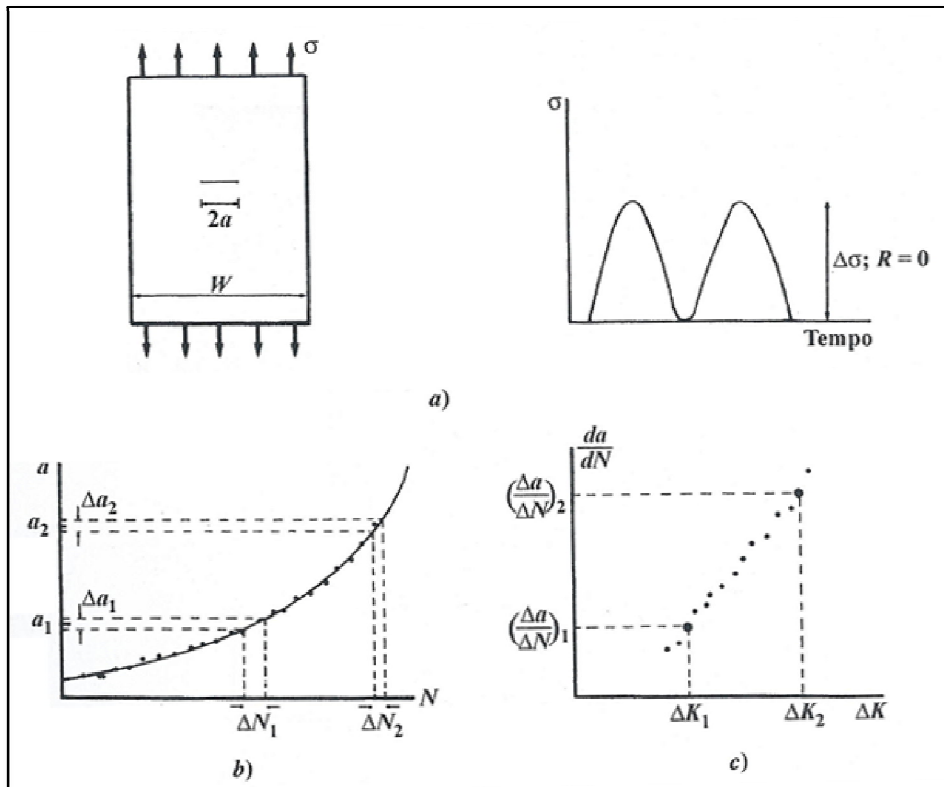 σ
2a
W
σ
Δσ; R = 0
Tempo
a)
a
Δa₂
a₂
Δa₁
a₁
N
ΔN₁
ΔN₂
b)
da
dN
(Δa/ΔN)₂
(Δa/ΔN)₁
ΔK₁
ΔK₂
ΔK
c)